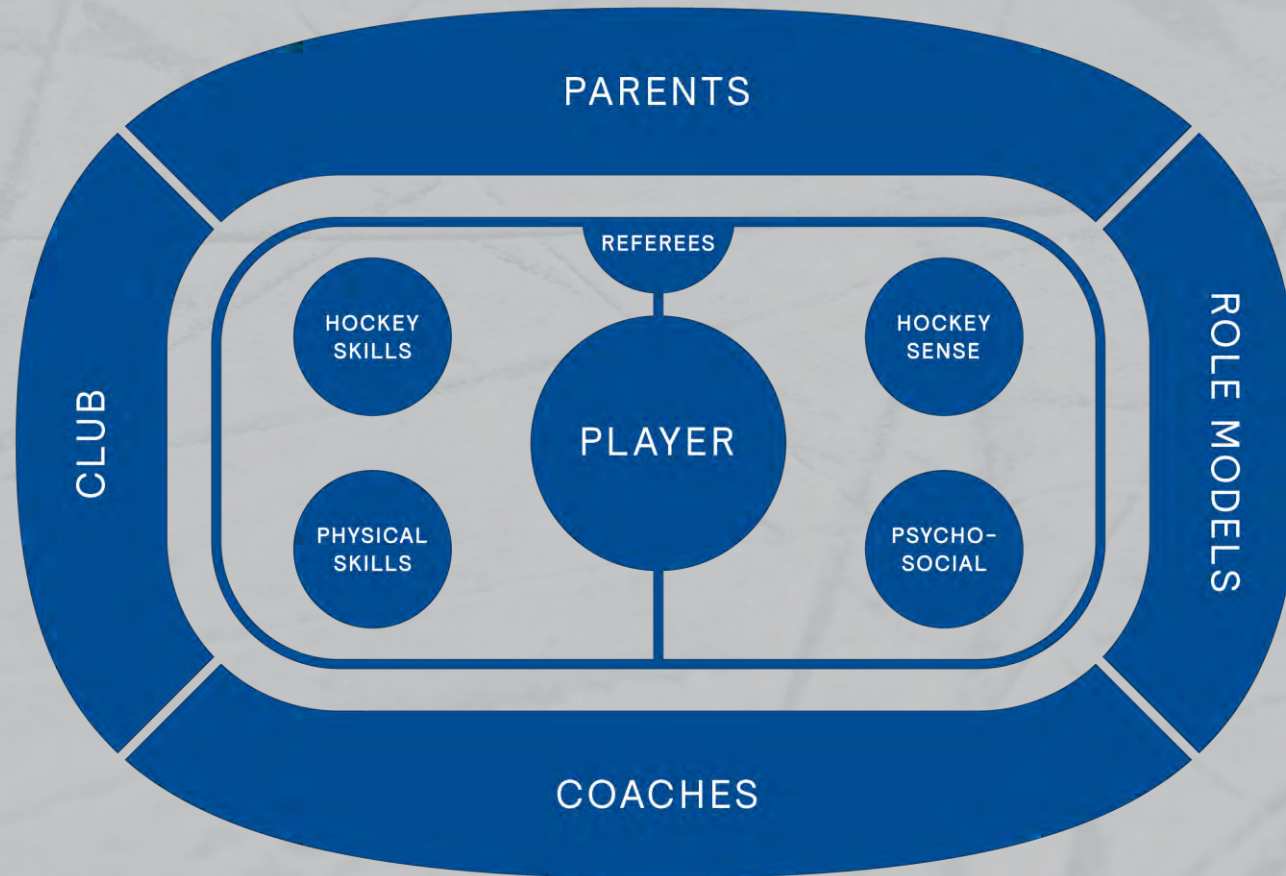 PARENTS
REFEREES
HOCKEY
SKILLS
HOCKEY
SENSE
PLAYER
CLUB
ROLE MODELS
PHYSICAL
SKILLS
PSYCHO-
SOCIAL
COACHES